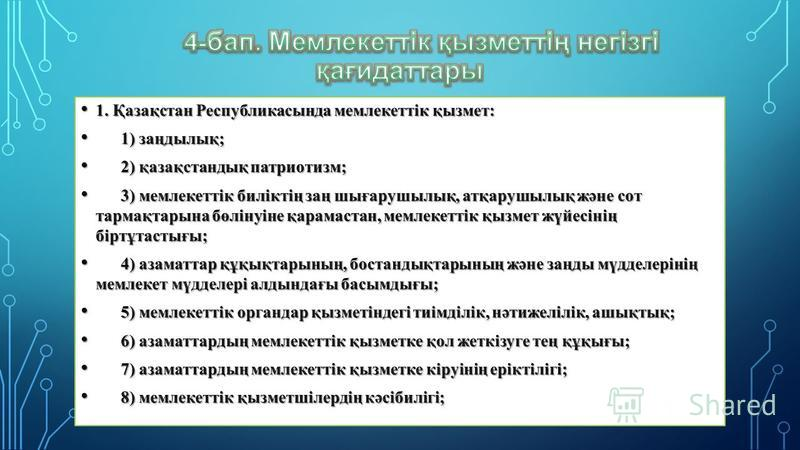 4-бап. Мемлекеттік қызметтің негізгі
қағидаттары
• 1. Қазақстан Республикасында мемлекеттік қызмет:
• 1) заңдылық;
• 2) қазақстандық патриотизм;
• 3) мемлекеттік биліктің заң шығарушылық, атқарушылық және сот
тармақтарына бөлінуіне қарамастан, мемлекеттік қызмет жүйесінің
біртұтастығы;
• 4) азаматтар құқықтарының, бостандықтарының және заңды мүдделерінің
мемлекет мүдделері алдындағы басымдығы;
• 5) мемлекеттік органдар қызметіндегі тиімділік, нәтижелілік, ашықтық;
• 6) азаматтардың мемлекеттік қызметке қол жеткізуге тең құқығы;
• 7) азаматтардың мемлекеттік қызметке кіруінің еріктілігі;
• 8) мемлекеттік қызметшілердің кәсібилігі;
Shared